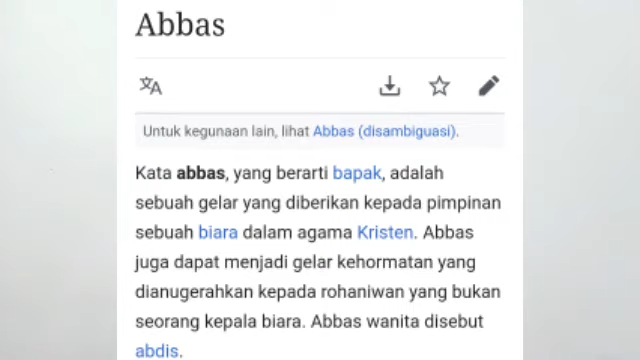 Abbas
Untuk kegunaan lain, lihat Abbas (disambiguasi).
Kata abbas, yang berarti bapak, adalah
sebuah gelar yang diberikan kepada pimpinan
sebuah biara dalam agama Kristen. Abbas
juga dapat menjadi gelar kehormatan yang
dianugerahkan kepada rohaniwan yang bukan
seorang kepala biara. Abbas wanita disebut
abdis.